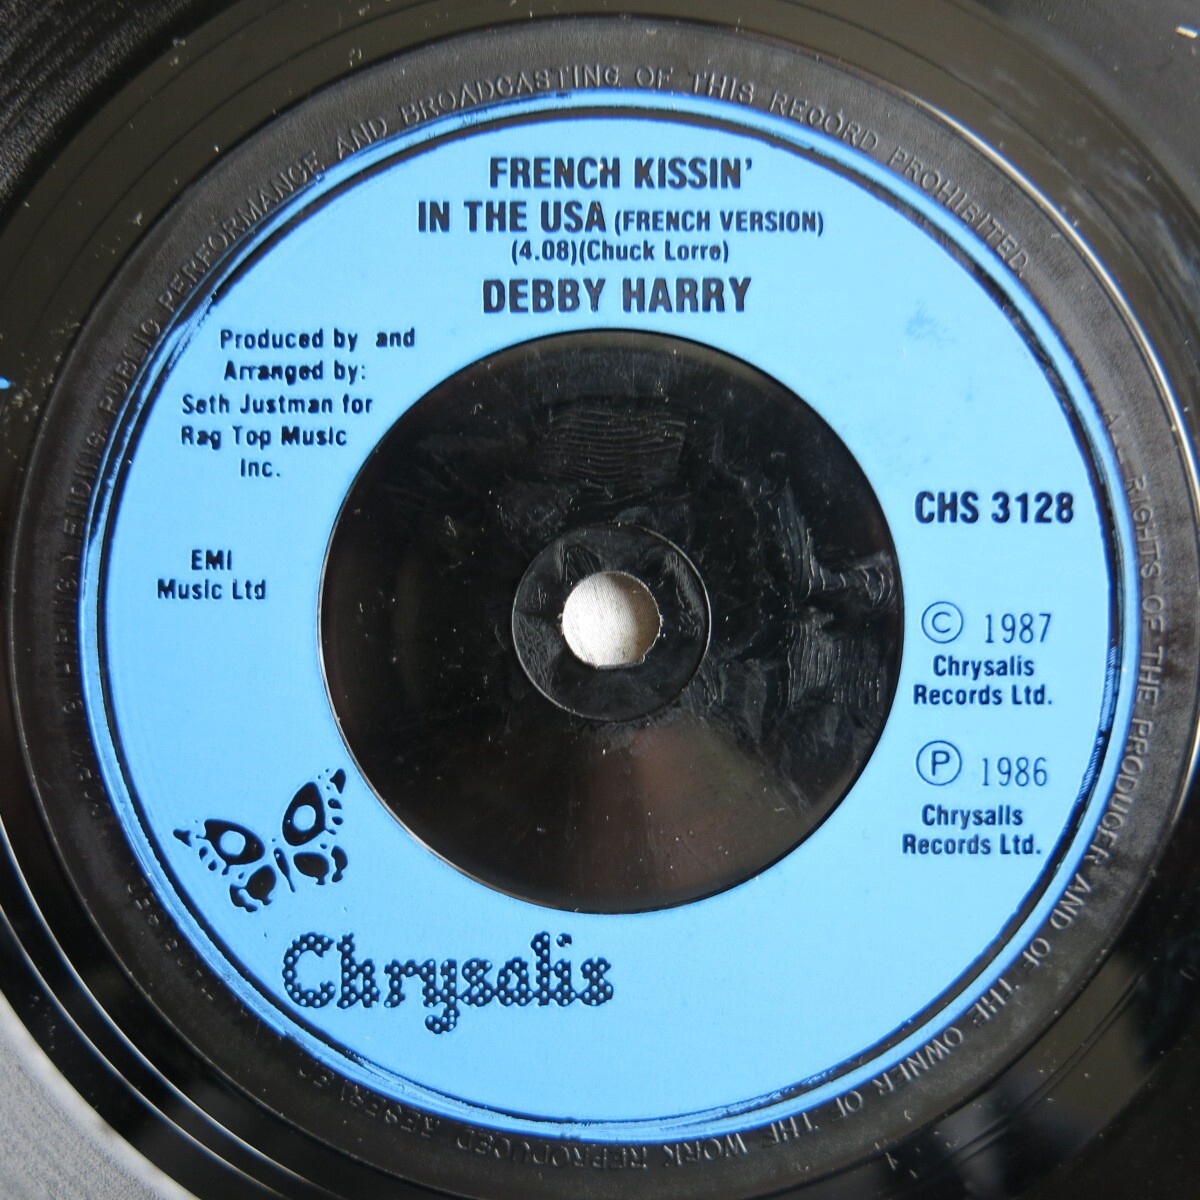 FRENCH KISSIN'
IN THE USA (FRENCH VERSION)
(4.08)(Chuck Lorre)
DEBBY HARRY
Produced by and
Arranged by:
Seth Justman for
Rag Top Music
Inc.
EMI
Music Ltd
CHS 3128
© 1987
Chrysalis
Records Ltd.
℗ 1986
Chrysalis
Records Ltd.
Chrysalis
ALL RIGHTS OF THE PRODUCER AND OF THE OWNER OF THE WORK REPRODUCED RESERVED
LENDING PUBLIC PERFORMANCE AND BROADCASTING OF THIS RECORD PROHIBITED